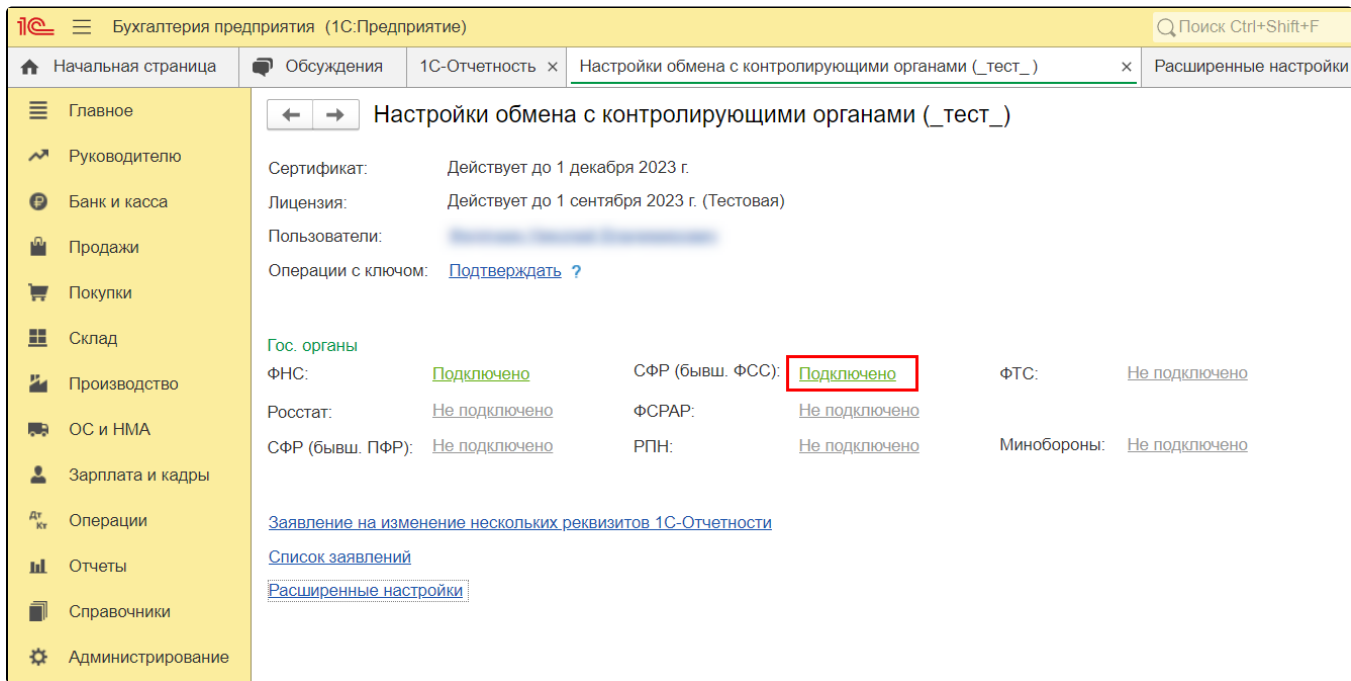 1С Бухгалтерия предприятия (1С:Предприятие) Поиск Ctrl+Shift+F
Начальная страница Обсуждения 1С-Отчетность × Настройки обмена с контролирующими органами (_тест_) × Расширенные настройки
Главное
Руководителю
Банк и касса
Продажи
Покупки
Склад
Производство
ОС и НМА
Зарплата и кадры
Дт Кт Операции
Отчеты
Справочники
Администрирование
Настройки обмена с контролирующими органами (_тест_)
Сертификат: Действует до 1 декабря 2023 г.
Лицензия: Действует до 1 сентября 2023 г. (Тестовая)
Пользователи:
Операции с ключом: Подтверждать ?
Гос. органы
ФНС: Подключено СФР (бывш. ФСС): Подключено ФТС: Не подключено
Росстат: Не подключено ФСРАР: Не подключено
СФР (бывш. ПФР): Не подключено РПН: Не подключено Минобороны: Не подключено
Заявление на изменение нескольких реквизитов 1С-Отчетности
Список заявлений
Расширенные настройки